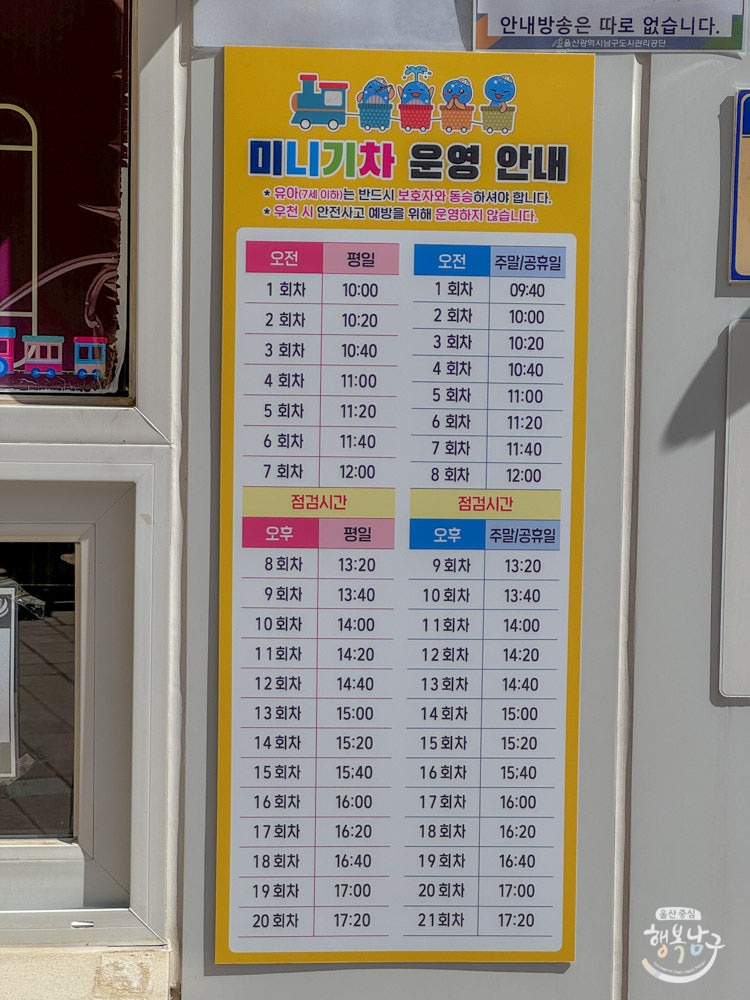 안내방송은 따로 없습니다.
울산광역시남구도시관리공단
미니기차 운영 안내
* 유아(7세 이하)는 반드시 보호자와 동승하셔야 합니다.
* 우천 시 안전사고 예방을 위해 운영하지 않습니다.
오전 평일 오전 주말/공휴일
1 회차 10:00 1 회차 09:40
2 회차 10:20 2 회차 10:00
3 회차 10:40 3 회차 10:20
4 회차 11:00 4 회차 10:40
5 회차 11:20 5 회차 11:00
6 회차 11:40 6 회차 11:20
7 회차 12:00 7 회차 11:40
8 회차 12:00
점검시간 점검시간
오후 평일 오후 주말/공휴일
8 회차 13:20 9 회차 13:20
9 회차 13:40 10 회차 13:40
10 회차 14:00 11 회차 14:00
11 회차 14:20 12 회차 14:20
12 회차 14:40 13 회차 14:40
13 회차 15:00 14 회차 15:00
14 회차 15:20 15 회차 15:20
15 회차 15:40 16 회차 15:40
16 회차 16:00 17 회차 16:00
17 회차 16:20 18 회차 16:20
18 회차 16:40 19 회차 16:40
19 회차 17:00 20 회차 17:00
20 회차 17:20 21 회차 17:20
울산 중심
행복남구